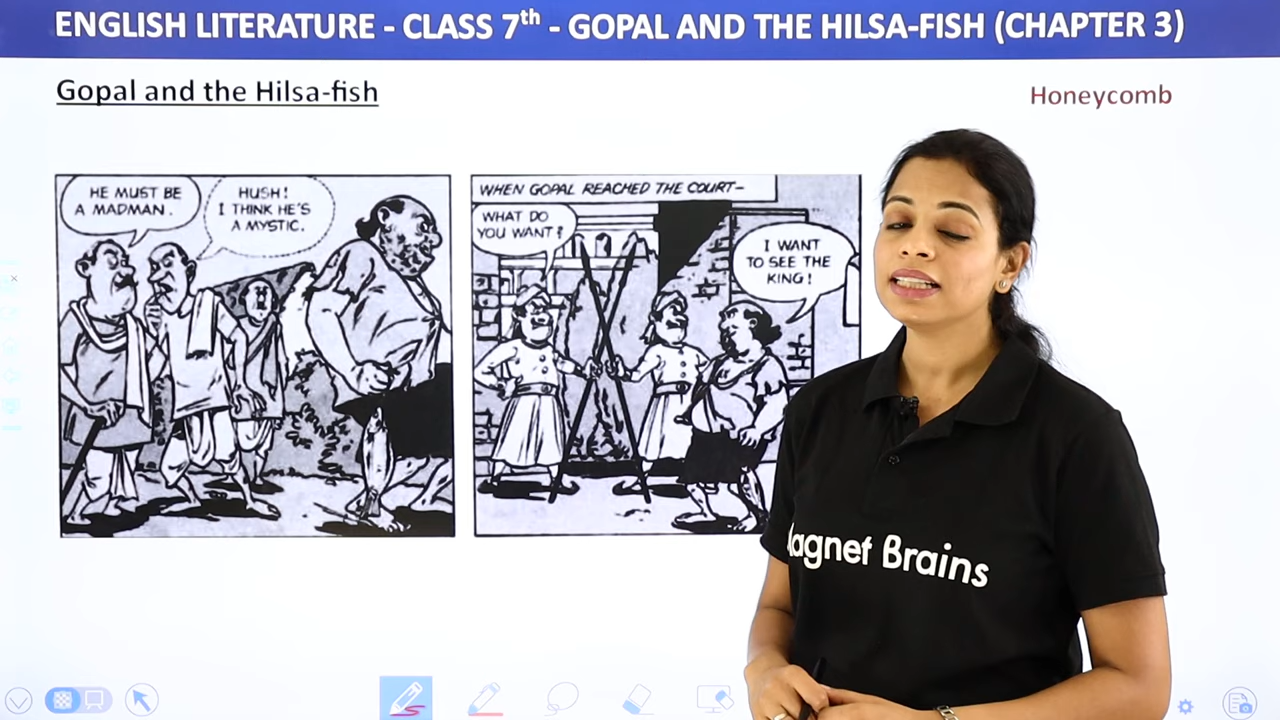 ENGLISH LITERATURE - CLASS 7th - GOPAL AND THE HILSA-FISH (CHAPTER 3)
Gopal and the Hilsa-fish
Honeycomb
HE MUST BE
A MADMAN.
HUSH!
I THINK HE'S
A MYSTIC.
WHEN GOPAL REACHED THE COURT—
WHAT DO
YOU WANT?
I WANT
TO SEE THE
KING!
agnet Brains